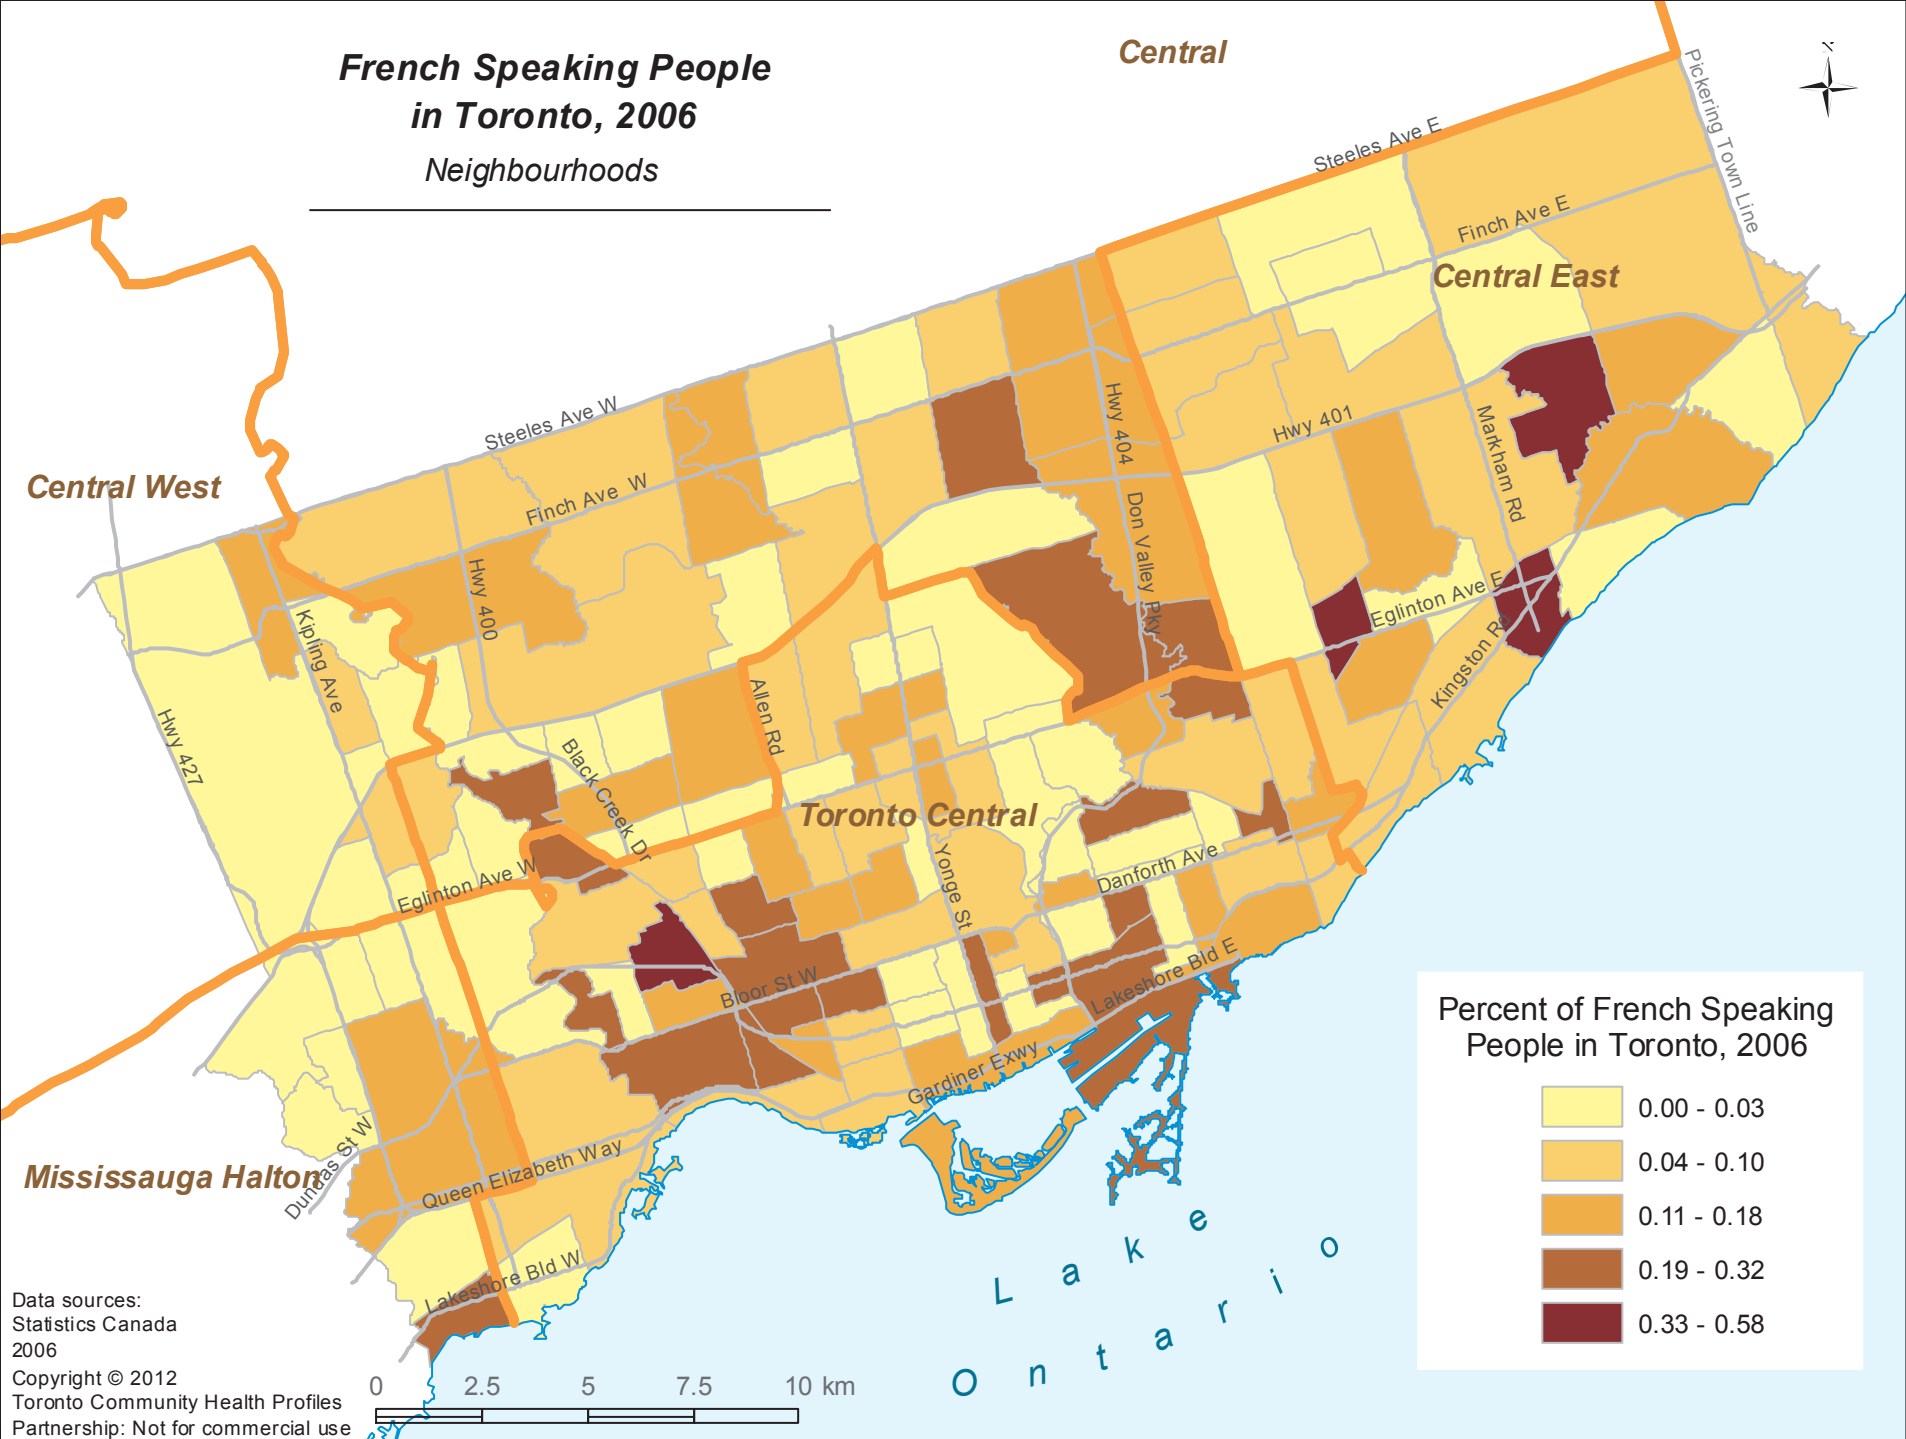 French Speaking People
in Toronto, 2006
Neighbourhoods
Central
N
Pickering Town Line
Steeles Ave E
Finch Ave E
Central East
Hwy 404
Hwy 401
Markham Rd
Steeles Ave W
Central West
Finch Ave W
Don Valley Pky
Hwy 400
Eglinton Ave E
Kipling Ave
Kingston Rd
Hwy 427
Allen Rd
Black Creek Dr
Toronto Central
Eglinton Ave W
Yonge St
Danforth Ave
Bloor St W
Lakeshore Bld E
Gardiner Exwy
Mississauga Halton
Dundas St W
Queen Elizabeth Way
Lakeshore Bld W
Lake
Ontario
Percent of French Speaking
People in Toronto, 2006
0.00 - 0.03
0.04 - 0.10
0.11 - 0.18
0.19 - 0.32
0.33 - 0.58
Data sources:
Statistics Canada
2006
Copyright © 2012
Toronto Community Health Profiles
Partnership: Not for commercial use
0 2.5 5 7.5 10 km